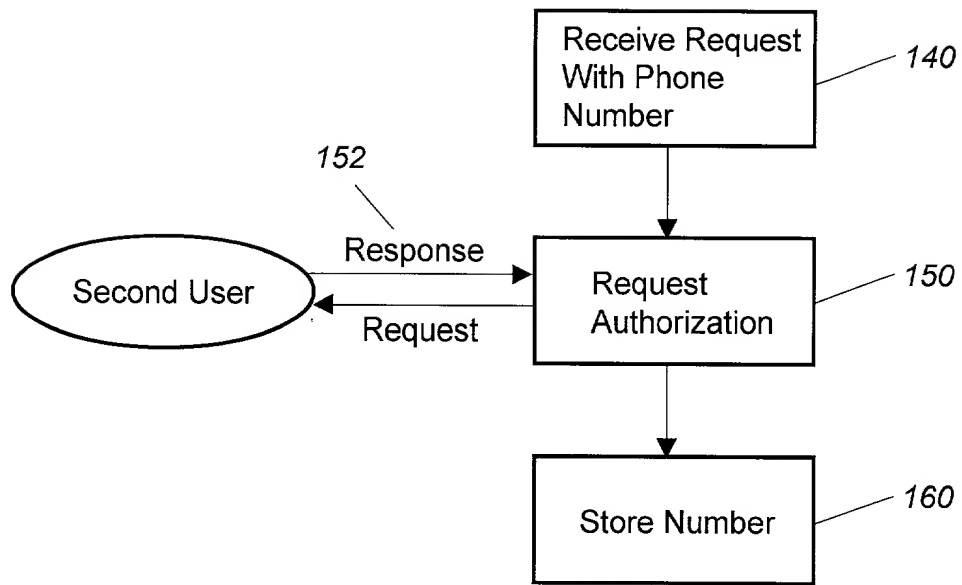 Receive Request
With Phone
Number
140
152
Response
Second User
Request
Request
Authorization
150
Store Number
160